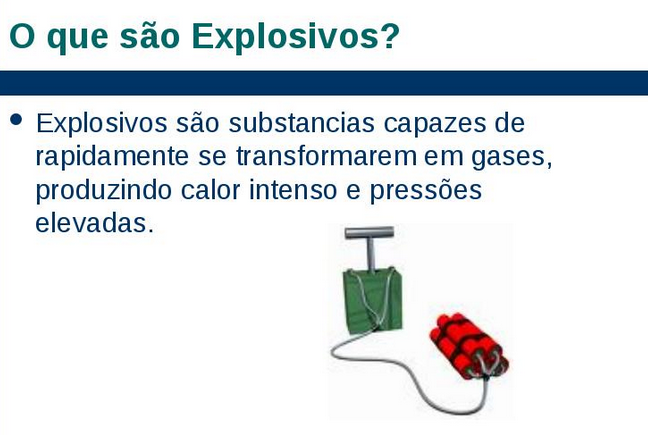 O que são Explosivos?
Explosivos são substancias capazes de
rapidamente se transformarem em gases,
produzindo calor intenso e pressões
elevadas.